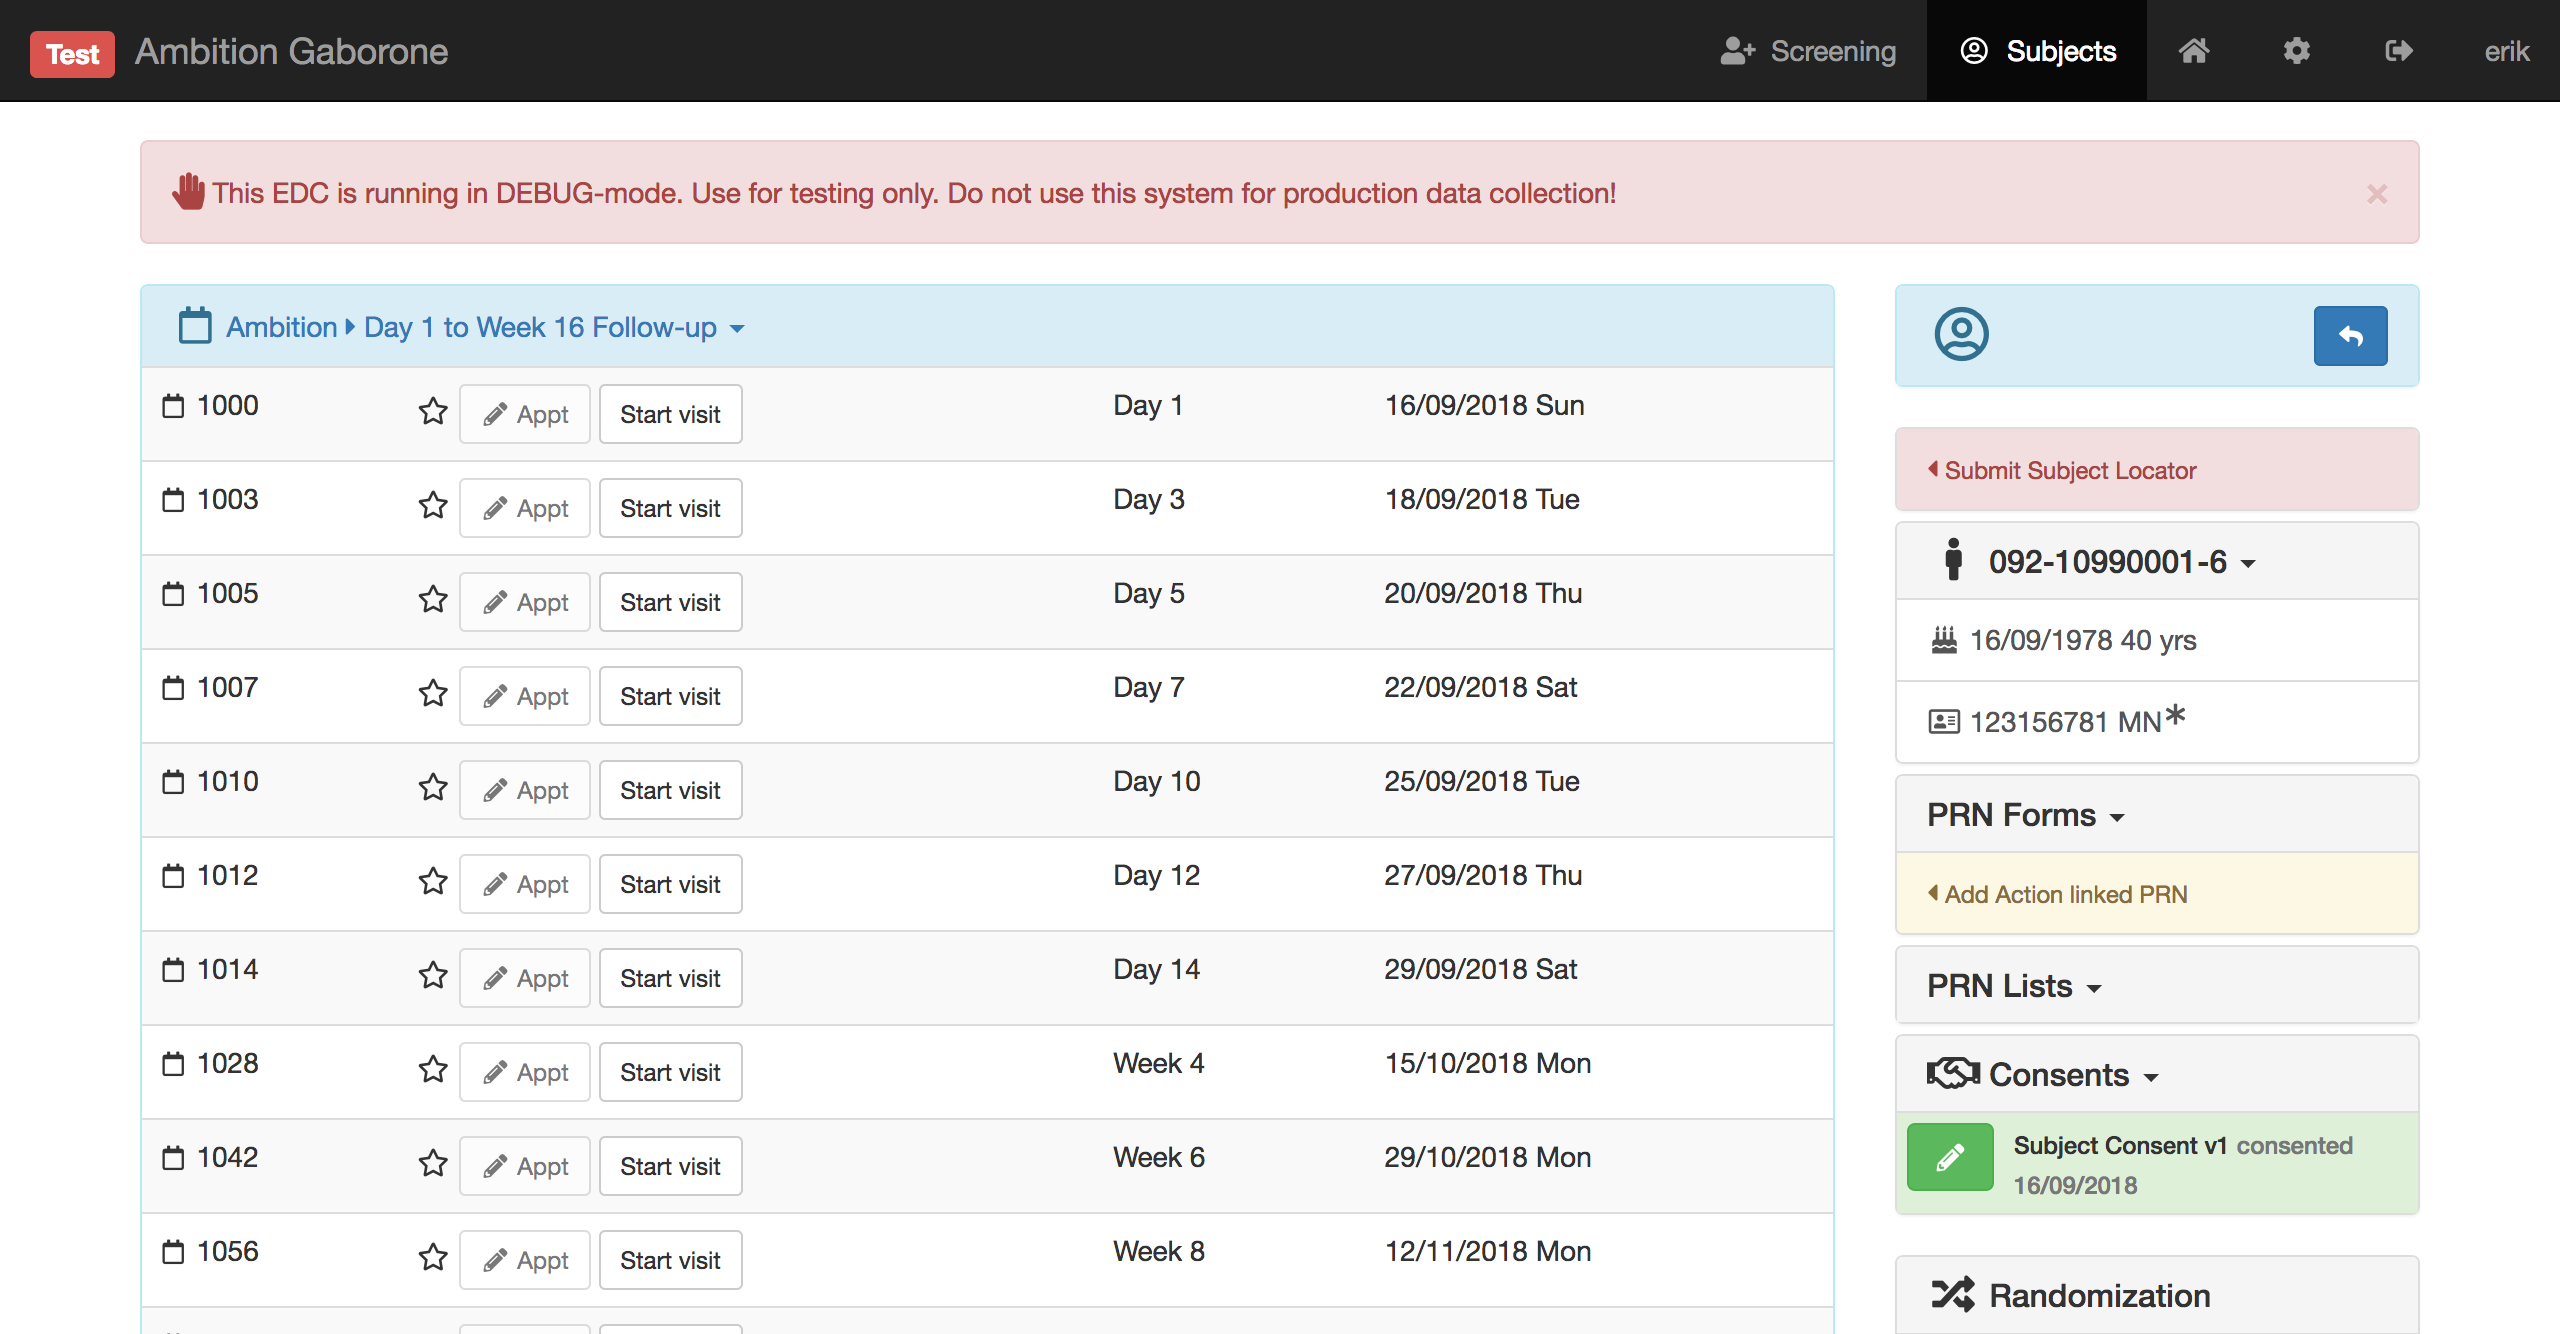 Test Ambition Gaborone Screening Subjects erik
This EDC is running in DEBUG-mode. Use for testing only. Do not use this system for production data collection! ×
Ambition Day 1 to Week 16 Follow-up
1000 Appt Start visit Day 1 16/09/2018 Sun
1003 Appt Start visit Day 3 18/09/2018 Tue
1005 Appt Start visit Day 5 20/09/2018 Thu
1007 Appt Start visit Day 7 22/09/2018 Sat
1010 Appt Start visit Day 10 25/09/2018 Tue
1012 Appt Start visit Day 12 27/09/2018 Thu
1014 Appt Start visit Day 14 29/09/2018 Sat
1028 Appt Start visit Week 4 15/10/2018 Mon
1042 Appt Start visit Week 6 29/10/2018 Mon
1056 Appt Start visit Week 8 12/11/2018 Mon
Submit Subject Locator
092-10990001-6
16/09/1978 40 yrs
123156781 MN*
PRN Forms
Add Action linked PRN
PRN Lists
Consents
Subject Consent v1 consented
16/09/2018
Randomization